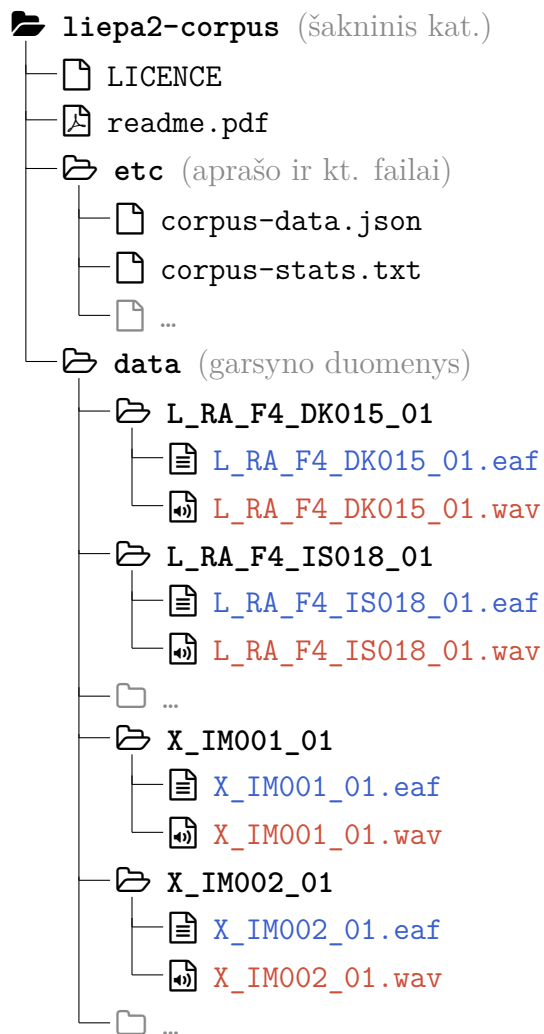 liepa2-corpus (šakninis kat.)
LICENCE
readme.pdf
etc (aprašo ir kt. failai)
corpus-data.json
corpus-stats.txt
…
data (garsyno duomenys)
L_RA_F4_DK015_01
L_RA_F4_DK015_01.eaf
L_RA_F4_DK015_01.wav
L_RA_F4_IS018_01
L_RA_F4_IS018_01.eaf
L_RA_F4_IS018_01.wav
…
X_IM001_01
X_IM001_01.eaf
X_IM001_01.wav
X_IM002_01
X_IM002_01.eaf
X_IM002_01.wav
…